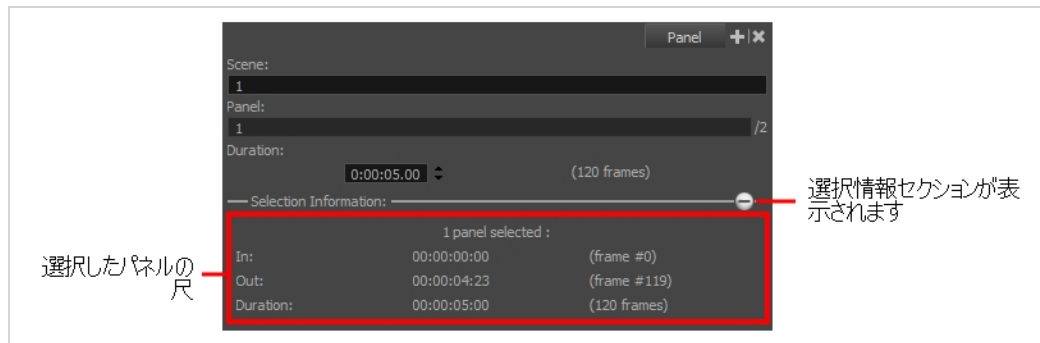 Panel
Scene:
1
Panel:
1 /2
Duration:
0:00:05.00 (120 frames)
Selection Information:
選択情報セクションが表
示されます
1 panel selected :
In: 00:00:00:00 (frame #0)
Out: 00:00:04:23 (frame #119)
Duration: 00:00:05:00 (120 frames)
選択したパネルの
尺